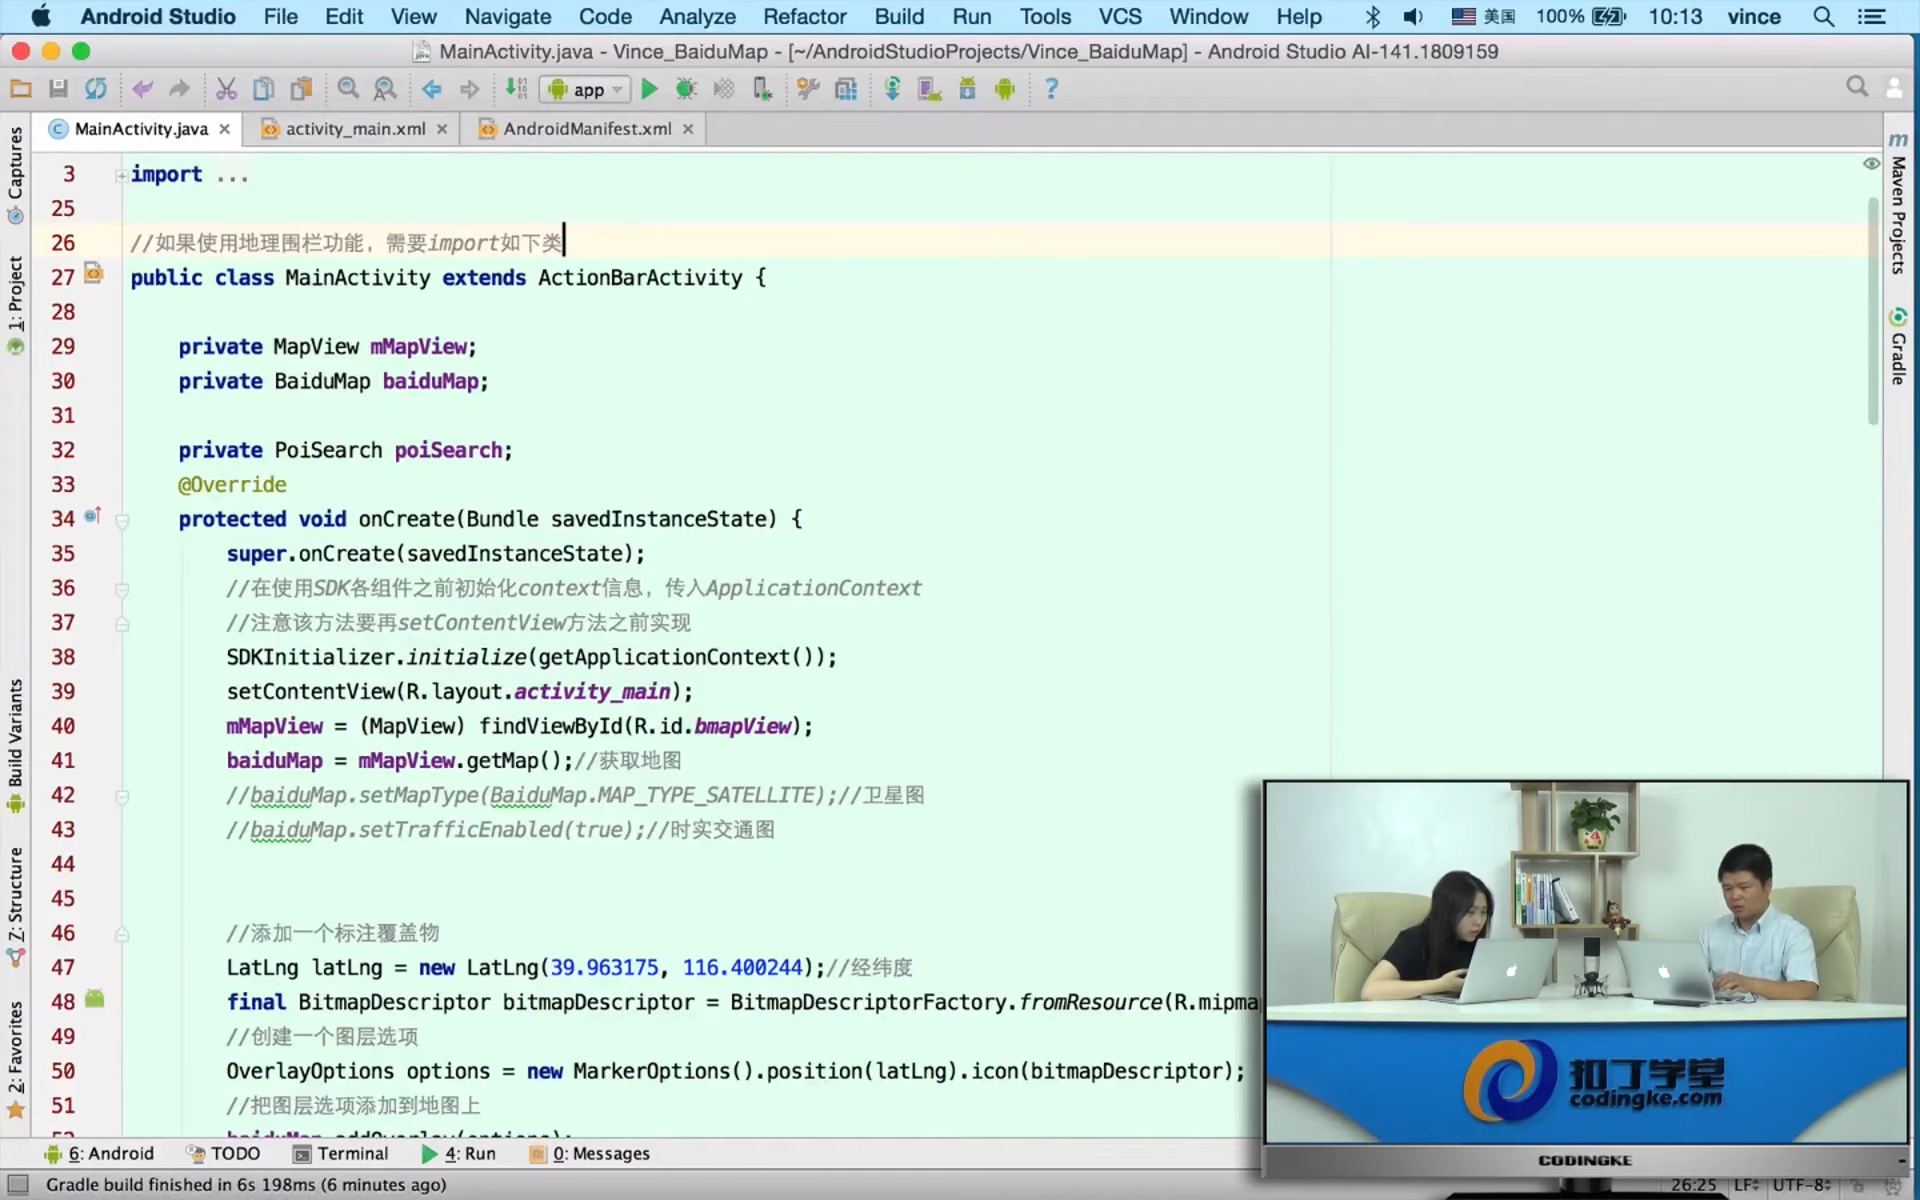 Android Studio File Edit View Navigate Code Analyze Refactor Build Run Tools VCS Window Help 美国 100% 10:13 vince
MainActivity.java - Vince_BaiduMap - [~/AndroidStudioProjects/Vince_BaiduMap] - Android Studio AI-141.1809159
app
MainActivity.java activity_main.xml AndroidManifest.xml
Captures
1: Project
Build Variants
Z: Structure
2: Favorites
Maven Projects
Gradle
3 import ...
25
26 //如果使用地理围栏功能，需要import如下类
27 public class MainActivity extends ActionBarActivity {
28
29 private MapView mMapView;
30 private BaiduMap baiduMap;
31
32 private PoiSearch poiSearch;
33 @Override
34 protected void onCreate(Bundle savedInstanceState) {
35 super.onCreate(savedInstanceState);
36 //在使用SDK各组件之前初始化context信息，传入ApplicationContext
37 //注意该方法要再setContentView方法之前实现
38 SDKInitializer.initialize(getApplicationContext());
39 setContentView(R.layout.activity_main);
40 mMapView = (MapView) findViewById(R.id.bmapView);
41 baiduMap = mMapView.getMap();//获取地图
42 //baiduMap.setMapType(BaiduMap.MAP_TYPE_SATELLITE);//卫星图
43 //baiduMap.setTrafficEnabled(true);//时实交通图
44
45
46 //添加一个标注覆盖物
47 LatLng latLng = new LatLng(39.963175, 116.400244);//经纬度
48 final BitmapDescriptor bitmapDescriptor = BitmapDescriptorFactory.fromResource(R.mipma
49 //创建一个图层选项
50 OverlayOptions options = new MarkerOptions().position(latLng).icon(bitmapDescriptor);
51 //把图层选项添加到地图上
baiduMap.addOverlay(options);
扣丁学堂
codingke.com
CODINGKE
6: Android TODO Terminal 4: Run 0: Messages
Gradle build finished in 6s 198ms (6 minutes ago) 26:25 LF UTF-8